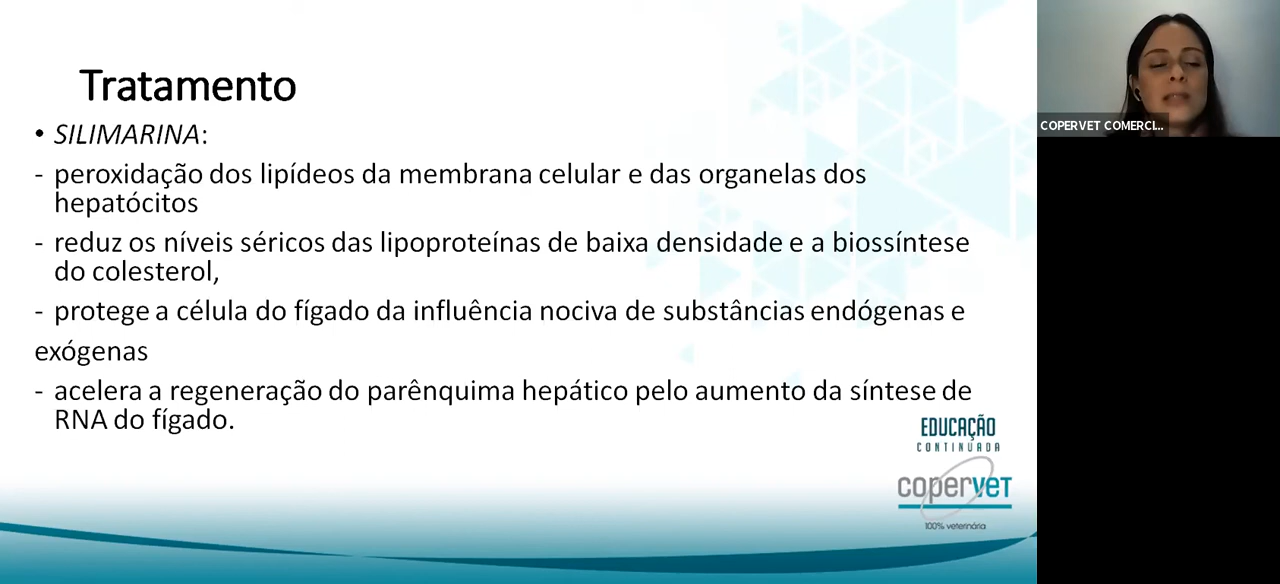 Tratamento
• SILIMARINA:
- peroxidação dos lipídeos da membrana celular e das organelas dos
hepatócitos
- reduz os níveis séricos das lipoproteínas de baixa densidade e a biossíntese
do colesterol,
- protege a célula do fígado da influência nociva de substâncias endógenas e
exógenas
- acelera a regeneração do parênquima hepático pelo aumento da síntese de
RNA do fígado.
EDUCAÇÃO
CONTINUADA
copervet
100% veterinária
COPERVET COMERCI...